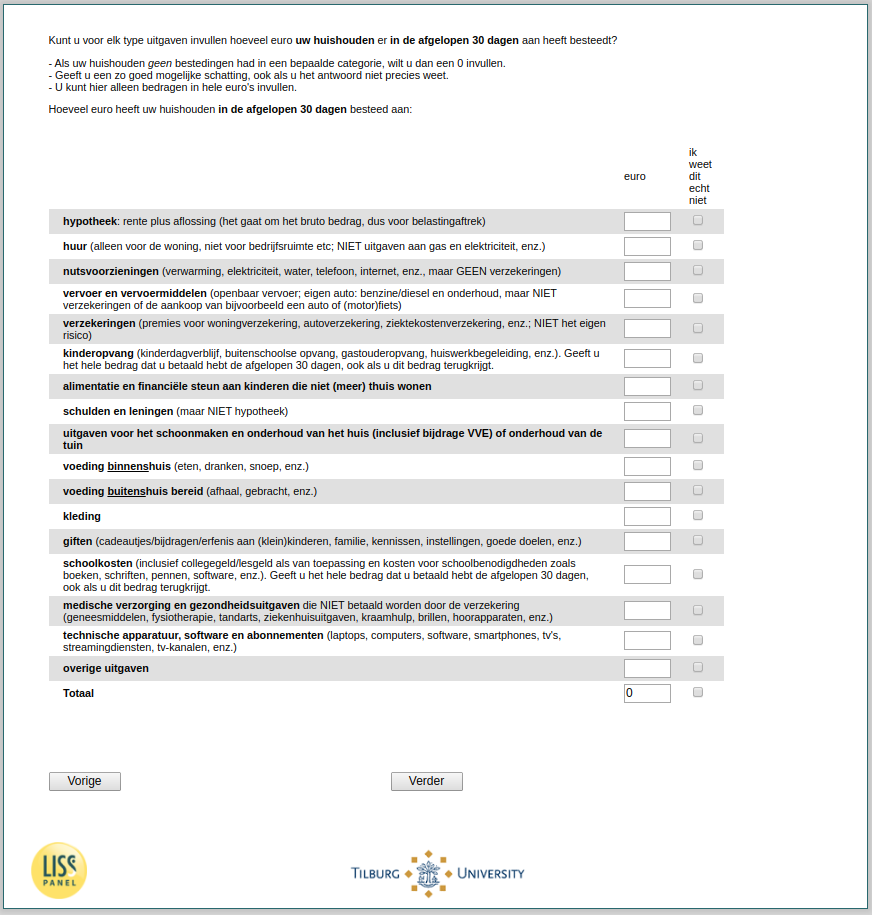 Kunt u voor elk type uitgaven invullen hoeveel euro uw huishouden er in de afgelopen 30 dagen aan heeft besteedt?
- Als uw huishouden geen bestedingen had in een bepaalde categorie, wilt u dan een 0 invullen.
- Geeft u een zo goed mogelijke schatting, ook als u het antwoord niet precies weet.
- U kunt hier alleen bedragen in hele euro's invullen.
Hoeveel euro heeft uw huishouden in de afgelopen 30 dagen besteed aan:
euro
ik
weet
dit
echt
niet
hypotheek: rente plus aflossing (het gaat om het bruto bedrag, dus voor belastingaftrek)
huur (alleen voor de woning, niet voor bedrijfsruimte etc; NIET uitgaven aan gas en elektriciteit, enz.)
nutsvoorzieningen (verwarming, elektriciteit, water, telefoon, internet, enz., maar GEEN verzekeringen)
vervoer en vervoermiddelen (openbaar vervoer; eigen auto: benzine/diesel en onderhoud, maar NIET
verzekeringen of de aankoop van bijvoorbeeld een auto of (motor)fiets)
verzekeringen (premies voor woningverzekering, autoverzekering, ziektekostenverzekering, enz.; NIET het eigen
risico)
kinderopvang (kinderdagverblijf, buitenschoolse opvang, gastouderopvang, huiswerkbegeleiding, enz.). Geeft u
het hele bedrag dat u betaald hebt de afgelopen 30 dagen, ook als u dit bedrag terugkrijgt.
alimentatie en financiële steun aan kinderen die niet (meer) thuis wonen
schulden en leningen (maar NIET hypotheek)
uitgaven voor het schoonmaken en onderhoud van het huis (inclusief bijdrage VVE) of onderhoud van de
tuin
voeding binnenshuis (eten, dranken, snoep, enz.)
voeding buitenshuis bereid (afhaal, gebracht, enz.)
kleding
giften (cadeautjes/bijdragen/erfenis aan (klein)kinderen, familie, kennissen, instellingen, goede doelen, enz.)
schoolkosten (inclusief collegegeld/lesgeld als van toepassing en kosten voor schoolbenodigdheden zoals
boeken, schriften, pennen, software, enz.). Geeft u het hele bedrag dat u betaald hebt de afgelopen 30 dagen,
ook als u dit bedrag terugkrijgt.
medische verzorging en gezondheidsuitgaven die NIET betaald worden door de verzekering
(geneesmiddelen, fysiotherapie, tandarts, ziekenhuisuitgaven, kraamhulp, brillen, hoorapparaten, enz.)
technische apparatuur, software en abonnementen (laptops, computers, software, smartphones, tv's,
streamingdiensten, tv-kanalen, enz.)
overige uitgaven
Totaal 0
Vorige Verder
LISS
PANEL
TILBURG UNIVERSITY